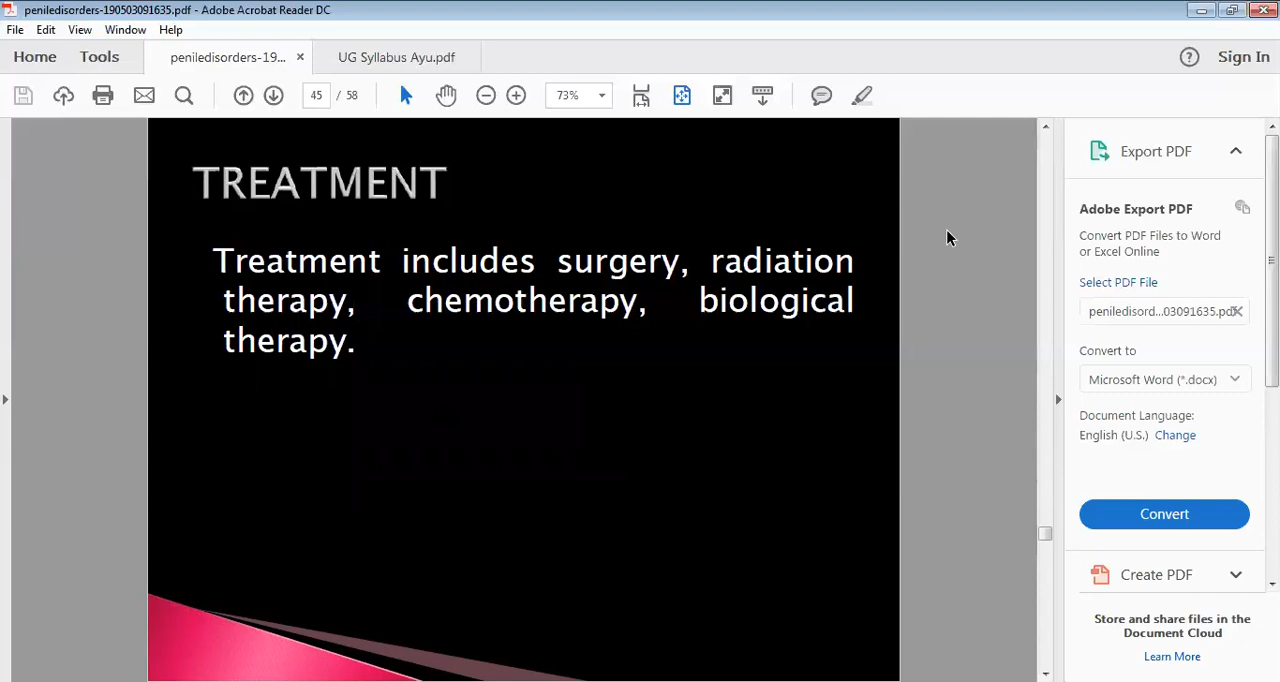 peniledisorders-190503091635.pdf - Adobe Acrobat Reader DC
File Edit View Window Help
Home Tools peniledisorders-19... × UG Syllabus Ayu.pdf Sign In
45 / 58 73%
TREATMENT
Treatment includes surgery, radiation
therapy, chemotherapy, biological
therapy.
Export PDF
Adobe Export PDF
Convert PDF Files to Word
or Excel Online
Select PDF File
peniledisord...03091635.pdf
Convert to
Microsoft Word (*.docx)
Document Language:
English (U.S.) Change
Convert
Create PDF
Store and share files in the
Document Cloud
Learn More